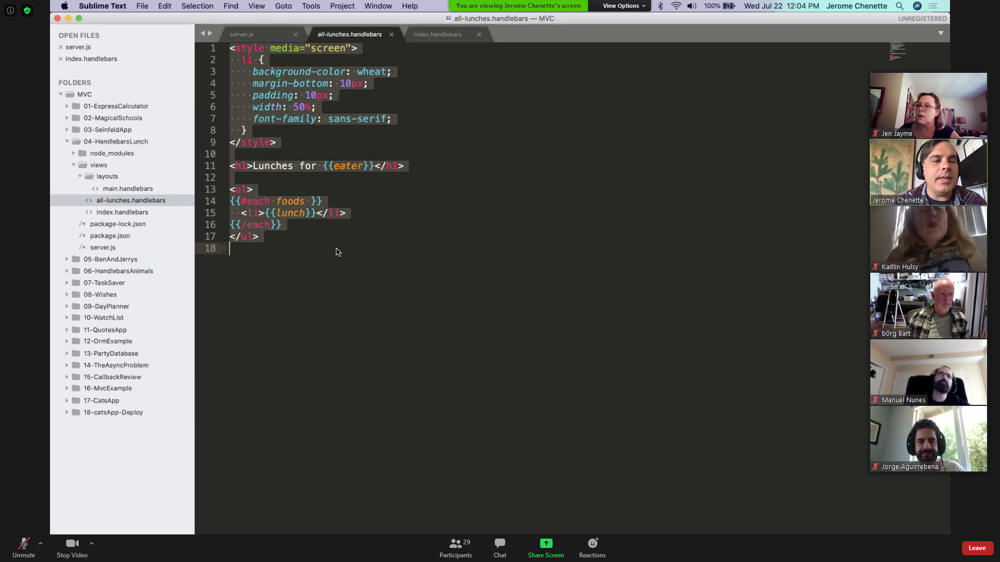 Sublime Text File Edit Selection Find View Goto Tools Project Window Help
You are viewing Jerome Chenette's screen View Options
100% Wed Jul 22 12:04 PM Jerome Chenette
all-lunches.handlebars — MVC
UNREGISTERED
OPEN FILES
server.js
index.handlebars
FOLDERS
MVC
01-ExpressCalculator
02-MagicalSchools
03-SeinfeldApp
04-HandlebarsLunch
node_modules
views
layouts
main.handlebars
all-lunches.handlebars
index.handlebars
package-lock.json
package.json
server.js
05-BenAndJerrys
06-HandlebarsAnimals
07-TaskSaver
08-Wishes
09-DayPlanner
10-WatchList
11-QuotesApp
12-OrmExample
13-PartyDatabase
14-TheAsyncProblem
15-CallbackReview
16-MvcExample
17-CatsApp
18-catsApp-Deploy
server.js all-lunches.handlebars index.handlebars
1 <style media="screen">
2 li {
3 background-color: wheat;
4 margin-bottom: 10px;
5 padding: 10px;
6 width: 50%;
7 font-family: sans-serif;
8 }
9 </style>
10
11 <h1>Lunches for {{eater}}</h1>
12
13 <ul>
14 {{#each foods }}
15 <li>{{lunch}}</li>
16 {{/each}}
17 </ul>
18
Jen Jayme
Jerome Chenette
Kaitlin Hulsy
b0rg Bart
Manuel Nunes
Jorge Aguirrebena
Unmute
Stop Video
29
Participants
Chat
Share Screen
Reactions
Leave